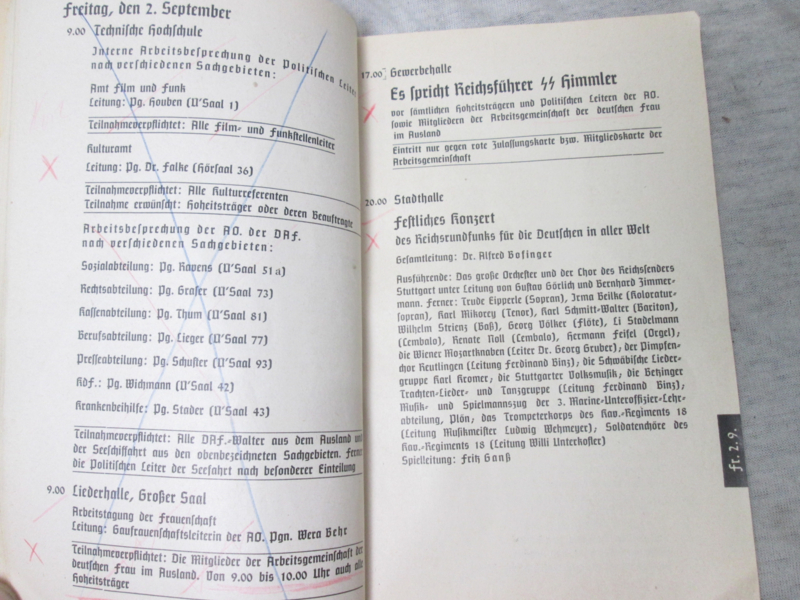 Freitag, den 2. September
9.00 Technische Hochschule
Interne Arbeitsbesprechung der Politischen Leiter
nach verschiedenen Sachgebieten:
Amt Film und Funk
Leitung: Pg. Houben (V'Saal 1)
Teilnahmeverpflichtet: Alle Film- und Funkstellenleiter
Kulturamt
Leitung: Pg. Dr. Falke (Hörsaal 36)
Teilnahmeverpflichtet: Alle Kulturreferenten
Teilnahme erwünscht: Hoheitsträger oder deren Beauftragte
Arbeitsbesprechung der AO. der DAF.
nach verschiedenen Sachgebieten:
Sozialabteilung: Pg. Ravens (V'Saal 51a)
Rechtsabteilung: Pg. Grafer (V'Saal 73)
Kassenabteilung: Pg. Thum (V'Saal 81)
Berufsabteilung: Pg. Lieger (V'Saal 77)
Presseabteilung: Pg. Schuster (V'Saal 93)
KdF.: Pg. Wichmann (V'Saal 42)
Krankenbeihilfe: Pg. Stader (V'Saal 43)
Teilnahmeverpflichtet: Alle DAF.-Walter aus dem Ausland und
der Seeschiffahrt aus den obenbezeichneten Sachgebieten. Ferner
die Politischen Leiter der Seefahrt nach besonderer Einteilung
9.00 Liederhalle, Großer Saal
Arbeitstagung der Frauenschaft
Leitung: Gaufrauenschaftsleiterin der AO. Pgn. Wera Behr
Teilnahmeverpflichtet: Die Mitglieder der Arbeitsgemeinschaft der
deutschen Frau im Ausland. Von 9.00 bis 10.00 Uhr auch alle
Hoheitsträger
17.00 Gewerbehalle
Es spricht Reichsführer SS Himmler
vor sämtlichen Hoheitsträgern und Politischen Leitern der AO.
sowie Mitgliedern der Arbeitsgemeinschaft der deutschen Frau
im Ausland
Eintritt nur gegen rote Zulassungskarte bzw. Mitgliedskarte der
Arbeitsgemeinschaft
20.00 Stadthalle
Festliches Konzert
des Reichsrundfunks für die Deutschen in aller Welt
Gesamtleitung: Dr. Alfred Bofinger
Ausführende: Das große Orchester und der Chor des Reichssenders
Stuttgart unter Leitung von Gustav Görlich und Bernhard Zimmer-
mann. Ferner: Trude Eipperle (Sopran), Irma Beilke (Koloratur-
sopran), Karl Mikorey (Tenor), Karl Schmitt-Walter (Bariton),
Wilhelm Strienz (Baß), Georg Völker (Flöte), Li Stadelmann
(Cembalo), Renate Noll (Cembalo), Hermann Feifel (Orgel);
die Wiener Mozartknaben (Leiter Dr. Georg Gruber); der Pimpfen-
chor Reutlingen (Leitung Ferdinand Binz); die Schwäbische Lieder-
gruppe Karl Kromer; die Stuttgarter Volksmusik; die Betzinger
Trachten-Lieder- und Tanzgruppe (Leitung Ferdinand Binz);
Musik- und Spielmannszug der 3. Marine-Unteroffizier-Lehr-
abteilung, Plön; das Trompeterkorps des Kav.-Regiments 18
(Leitung Musikmeister Ludwig Wehmeyer); Soldatenchöre des
Kav.-Regiments 18 (Leitung Willi Unterkofler)
Spielleitung: Fritz Ganß
Fr. 2.9.